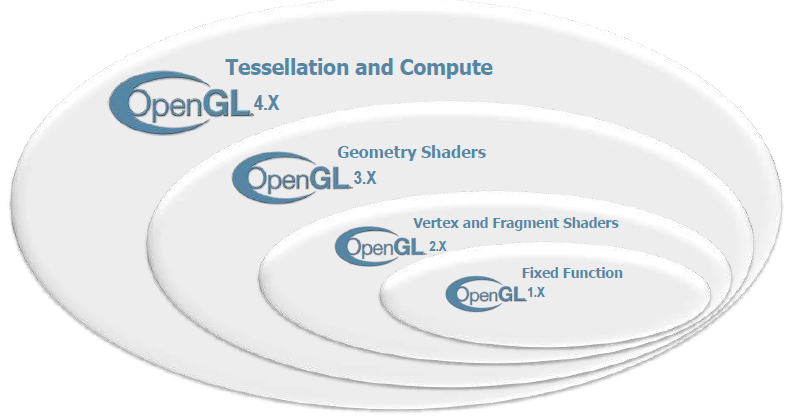 Tessellation and Compute
OpenGL 4.X
Geometry Shaders
OpenGL 3.X
Vertex and Fragment Shaders
OpenGL 2.X
Fixed Function
OpenGL 1.X